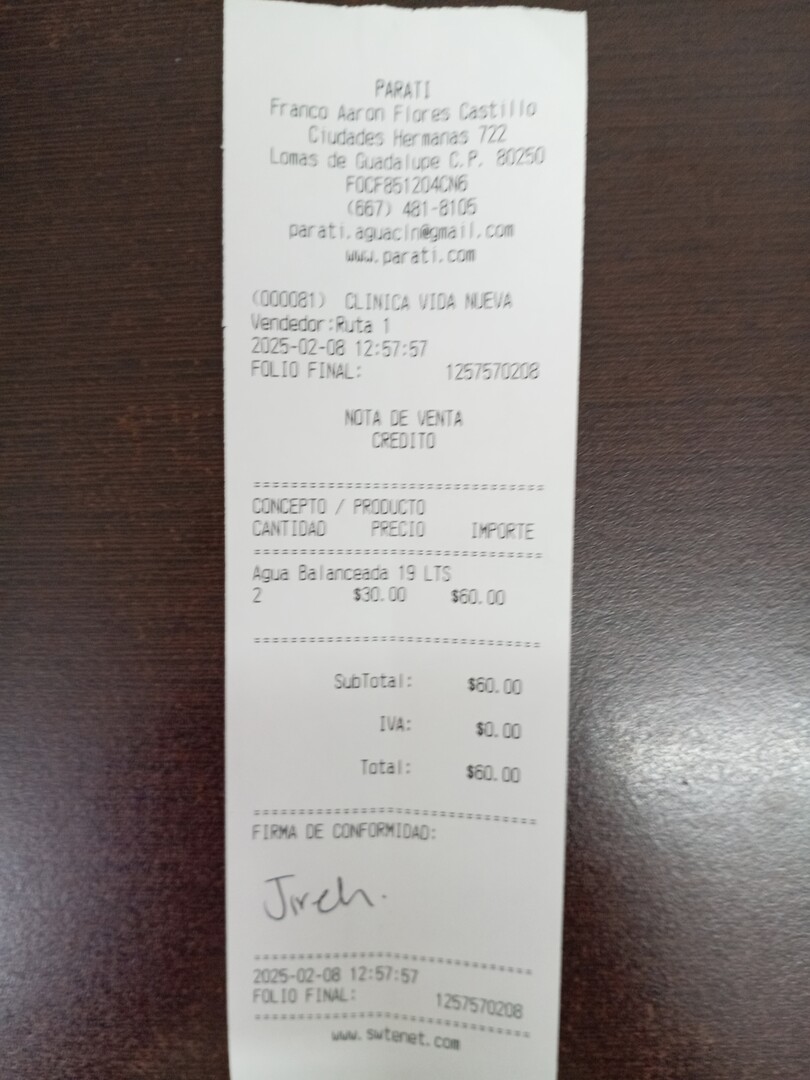 PARATI
Franco Aaron Flores Castillo
Ciudades Hermanas 722
Lomas de Guadalupe C.P. 80250
FOCF851204CN6
(667) 481-8105
parati.aguacln@gmail.com
www.parati.com
(000081) CLINICA VIDA NUEVA
Vendedor:Ruta 1
2025-02-08 12:57:57
FOLIO FINAL: 1257570208
NOTA DE VENTA
CREDITO
==================================
CONCEPTO / PRODUCTO
CANTIDAD PRECIO IMPORTE
==================================
Agua Balanceada 19 LTS
2 $30.00 $60.00
==================================
SubTotal: $60.00
IVA: $0.00
Total: $60.00
==================================
FIRMA DE CONFORMIDAD:
Jireh.
==================================
2025-02-08 12:57:57
FOLIO FINAL: 1257570208
==================================
www.swtenet.com